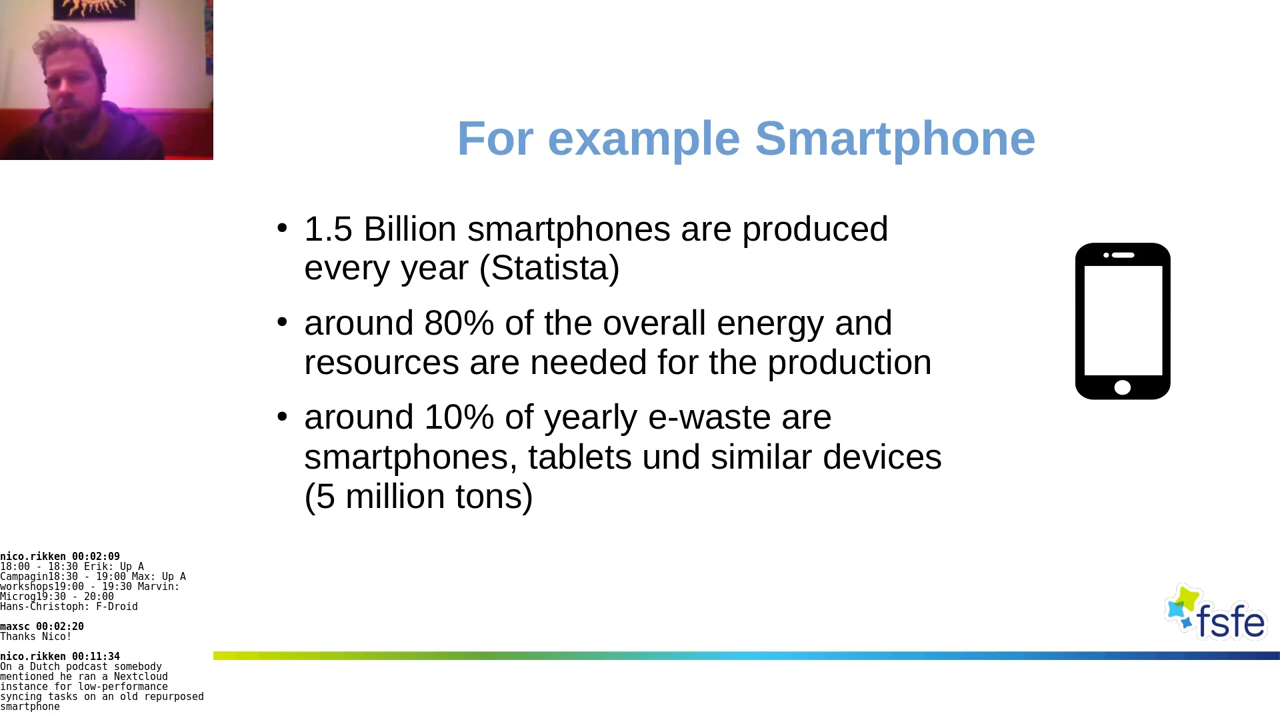 For example Smartphone
• 1.5 Billion smartphones are produced
every year (Statista)
• around 80% of the overall energy and
resources are needed for the production
• around 10% of yearly e-waste are
smartphones, tablets und similar devices
(5 million tons)
nico.rikken 00:02:09
18:00 - 18:30 Erik: Up A
Campagin18:30 - 19:00 Max: Up A
workshops19:00 - 19:30 Marvin:
Microg19:30 - 20:00
Hans-Christoph: F-Droid
maxsc 00:02:20
Thanks Nico!
nico.rikken 00:11:34
On a Dutch podcast somebody
mentioned he ran a Nextcloud
instance for low-performance
syncing tasks on an old repurposed
smartphone
fsfe